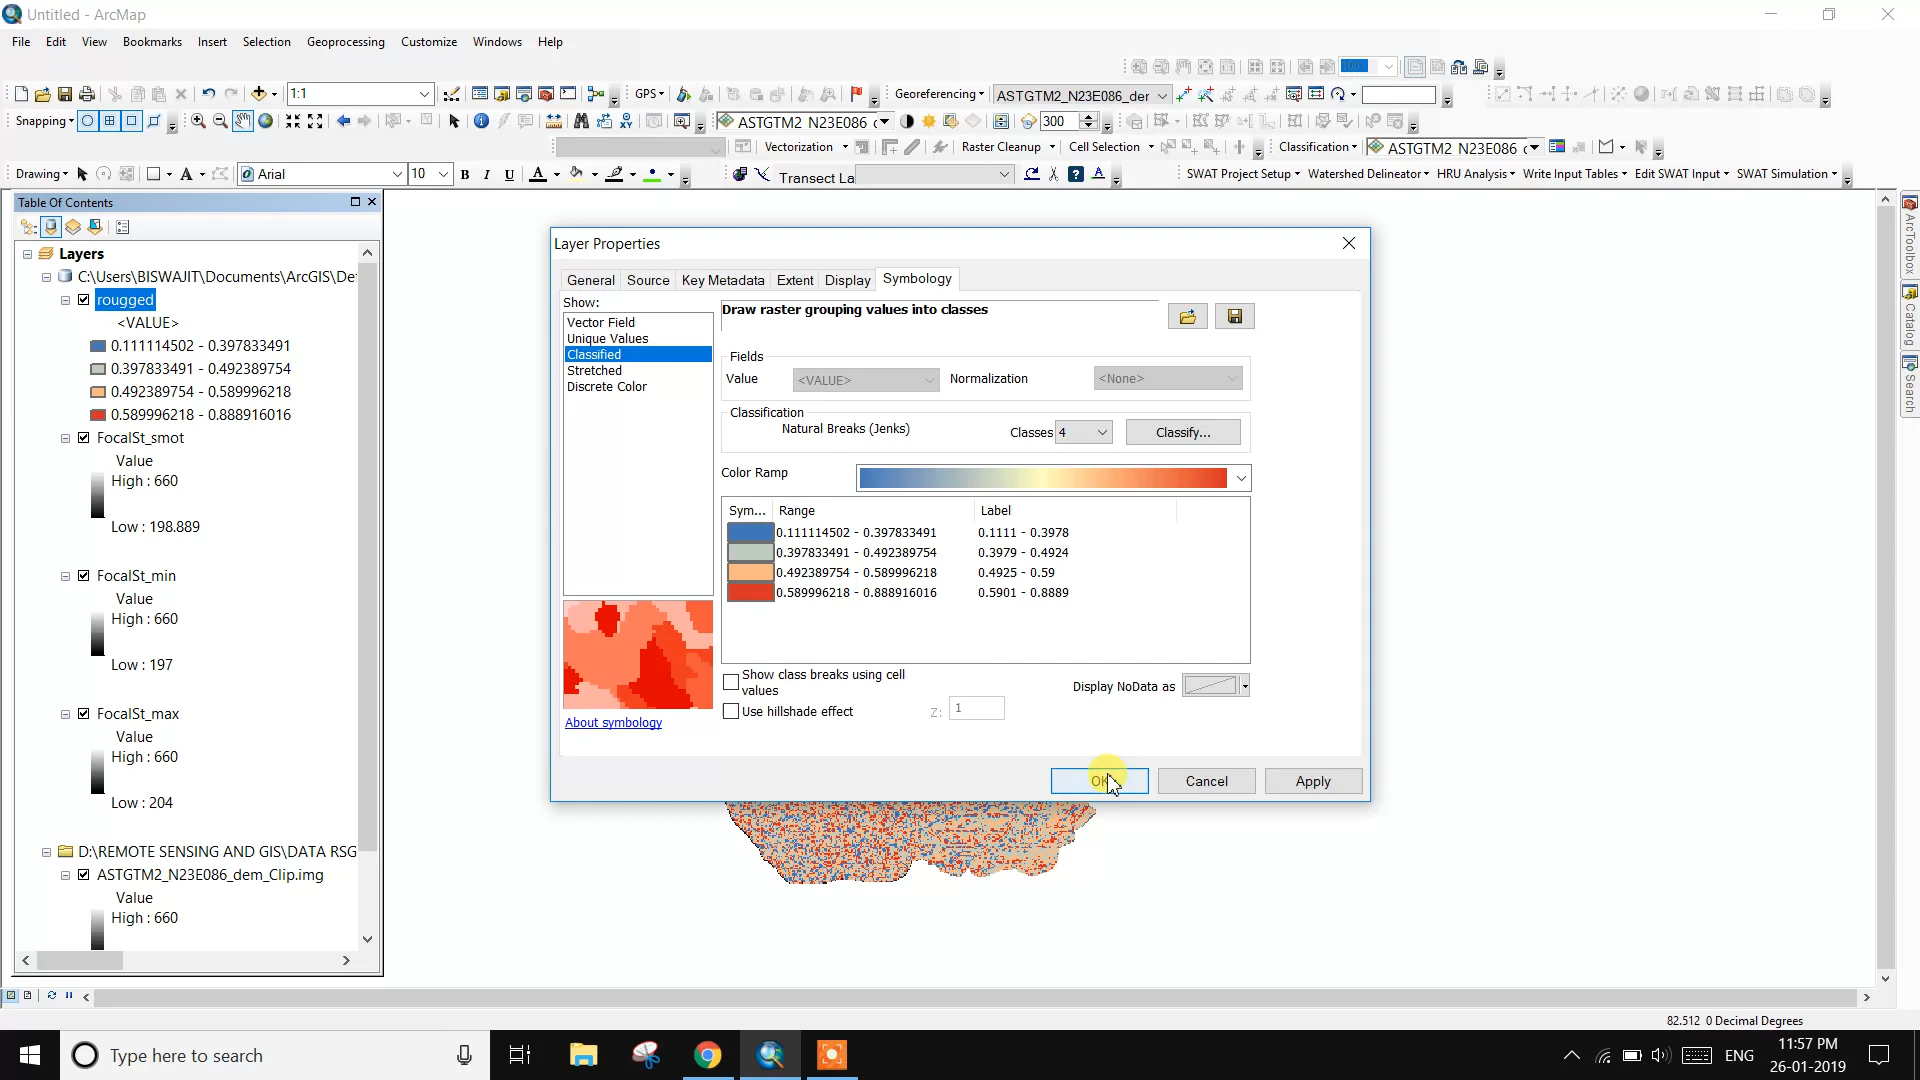 Untitled - ArcMap
File Edit View Bookmarks Insert Selection Geoprocessing Customize Windows Help
100%
1:1 GPS Georeferencing ASTGTM2_N23E086_der
Snapping ASTGTM2 N23E086 300
Vectorization Raster Cleanup Cell Selection Classification ASTGTM2 N23E086
Drawing A Arial 10 B I U A Transect La ? A SWAT Project Setup Watershed Delineator HRU Analysis Write Input Tables Edit SWAT Input SWAT Simulation
Table Of Contents
Layers
C:\Users\BISWAJIT\Documents\ArcGIS\De
rougged
<VALUE>
0.111114502 - 0.397833491
0.397833491 - 0.492389754
0.492389754 - 0.589996218
0.589996218 - 0.888916016
FocalSt_smot
Value
High : 660
Low : 198.889
FocalSt_min
Value
High : 660
Low : 197
FocalSt_max
Value
High : 660
Low : 204
D:\REMOTE SENSING AND GIS\DATA RSG
ASTGTM2_N23E086_dem_Clip.img
Value
High : 660
Layer Properties
General Source Key Metadata Extent Display Symbology
Show:
Vector Field
Unique Values
Classified
Stretched
Discrete Color
About symbology
Draw raster grouping values into classes
Fields
Value <VALUE> Normalization <None>
Classification
Natural Breaks (Jenks) Classes 4 Classify...
Color Ramp
Sym... Range Label
0.111114502 - 0.397833491 0.1111 - 0.3978
0.397833491 - 0.492389754 0.3979 - 0.4924
0.492389754 - 0.589996218 0.4925 - 0.59
0.589996218 - 0.888916016 0.5901 - 0.8889
Show class breaks using cell
values
Display NoData as
Use hillshade effect Z: 1
OK Cancel Apply
ArcToolbox
Catalog
Search
82.512 0 Decimal Degrees
Type here to search
ENG
11:57 PM
26-01-2019